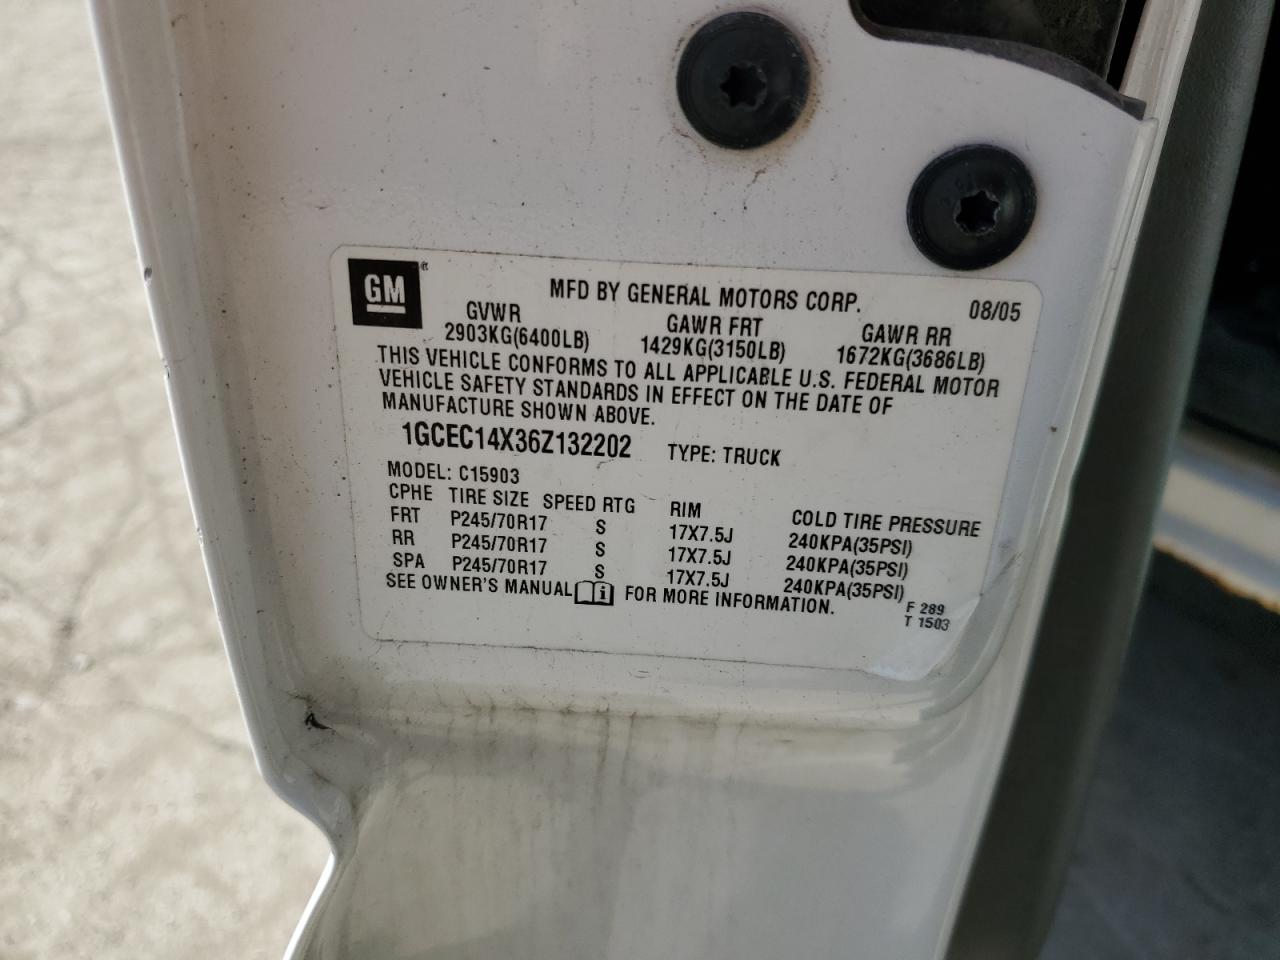 GM ® MFD BY GENERAL MOTORS CORP. 08/05
GVWR GAWR FRT GAWR RR
2903KG(6400LB) 1429KG(3150LB) 1672KG(3686LB)
THIS VEHICLE CONFORMS TO ALL APPLICABLE U.S. FEDERAL MOTOR
VEHICLE SAFETY STANDARDS IN EFFECT ON THE DATE OF
MANUFACTURE SHOWN ABOVE.
1GCEC14X36Z132202 TYPE: TRUCK
MODEL: C15903
CPHE TIRE SIZE SPEED RTG RIM COLD TIRE PRESSURE
FRT P245/70R17 S 17X7.5J 240KPA(35PSI)
RR P245/70R17 S 17X7.5J 240KPA(35PSI)
SPA P245/70R17 S 17X7.5J 240KPA(35PSI)
SEE OWNER'S MANUAL i FOR MORE INFORMATION.
F 289
T 1503